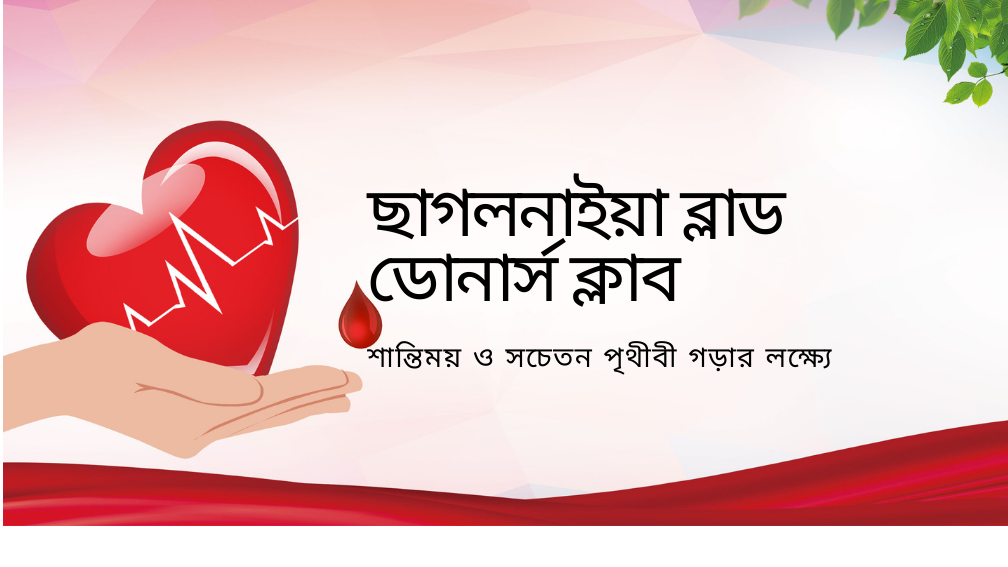 ছাগলনাইয়া ব্লাড
ডোনার্স ক্লাব
শান্তিময় ও সচেতন পৃথীবী গড়ার লক্ষ্যে